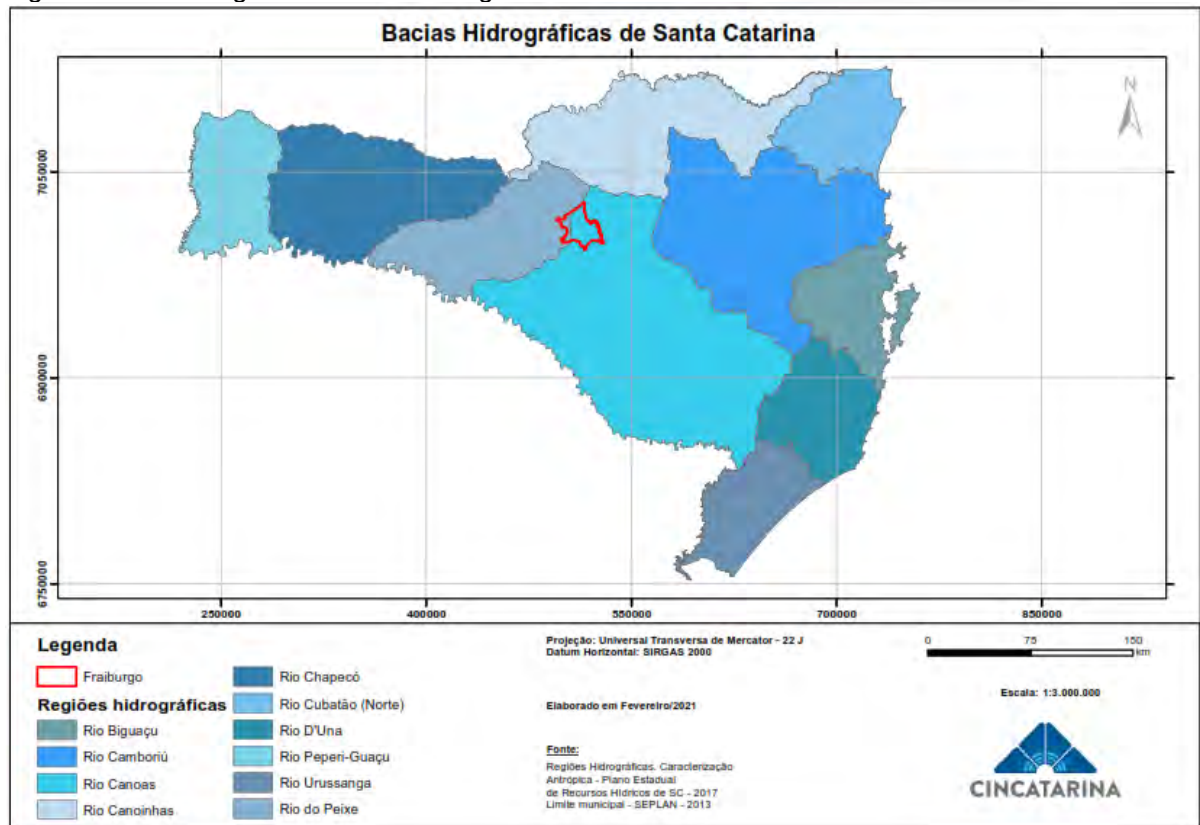 Bacias Hidrográficas de Santa Catarina
N
7050000
6900000
6750000
250000
400000
550000
700000
850000
Legenda
Fraiburgo
Regiões hidrográficas
Rio Biguaçu
Rio Camboriú
Rio Canoas
Rio Canoinhas
Rio Chapecó
Rio Cubatão (Norte)
Rio D'Una
Rio Peperi-Guaçu
Rio Urussanga
Rio do Peixe
Projeção: Universal Transversa de Mercator - 22 J
Datum Horizontal: SIRGAS 2000
Elaborado em Fevereiro/2021
Fonte:
Regiões Hidrográficas. Caracterização
Antrópica - Plano Estadual
de Recursos Hídricos de SC - 2017
Limite municipal - SEPLAN - 2013
0 75 150
km
Escala: 1:3.000.000
CINCATARINA